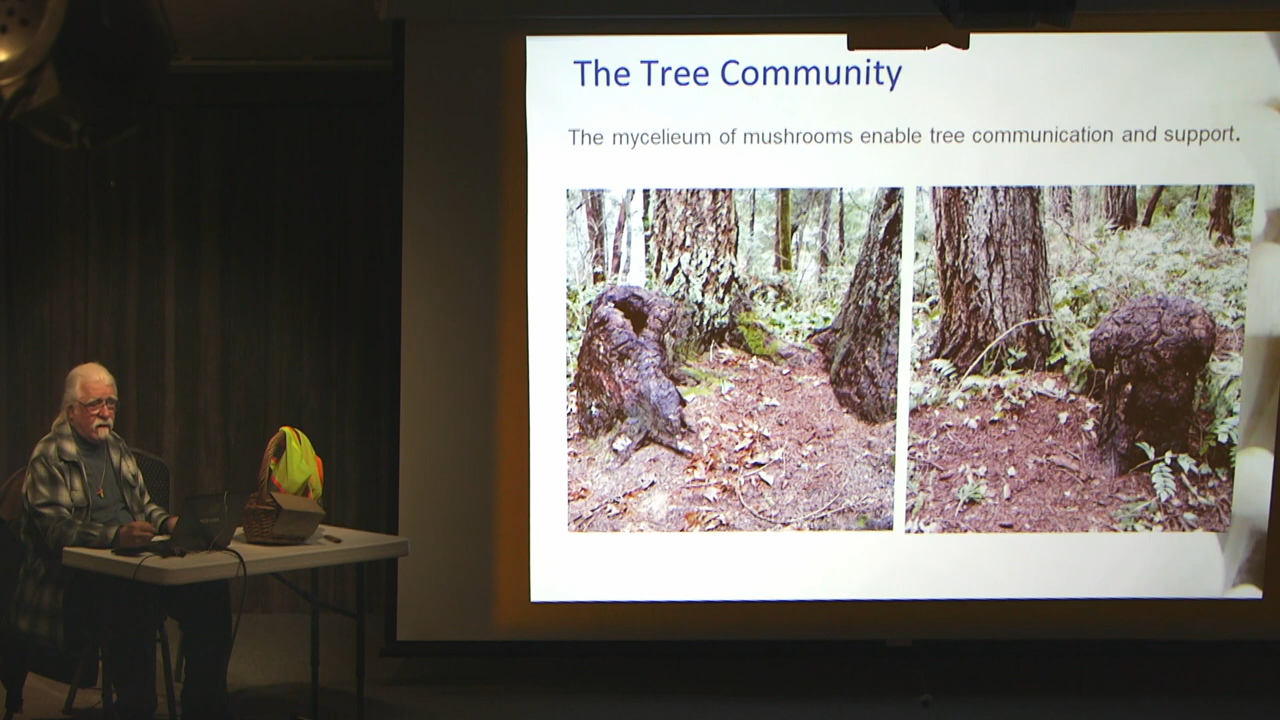 The Tree Community
The mycelieum of mushrooms enable tree communication and support.